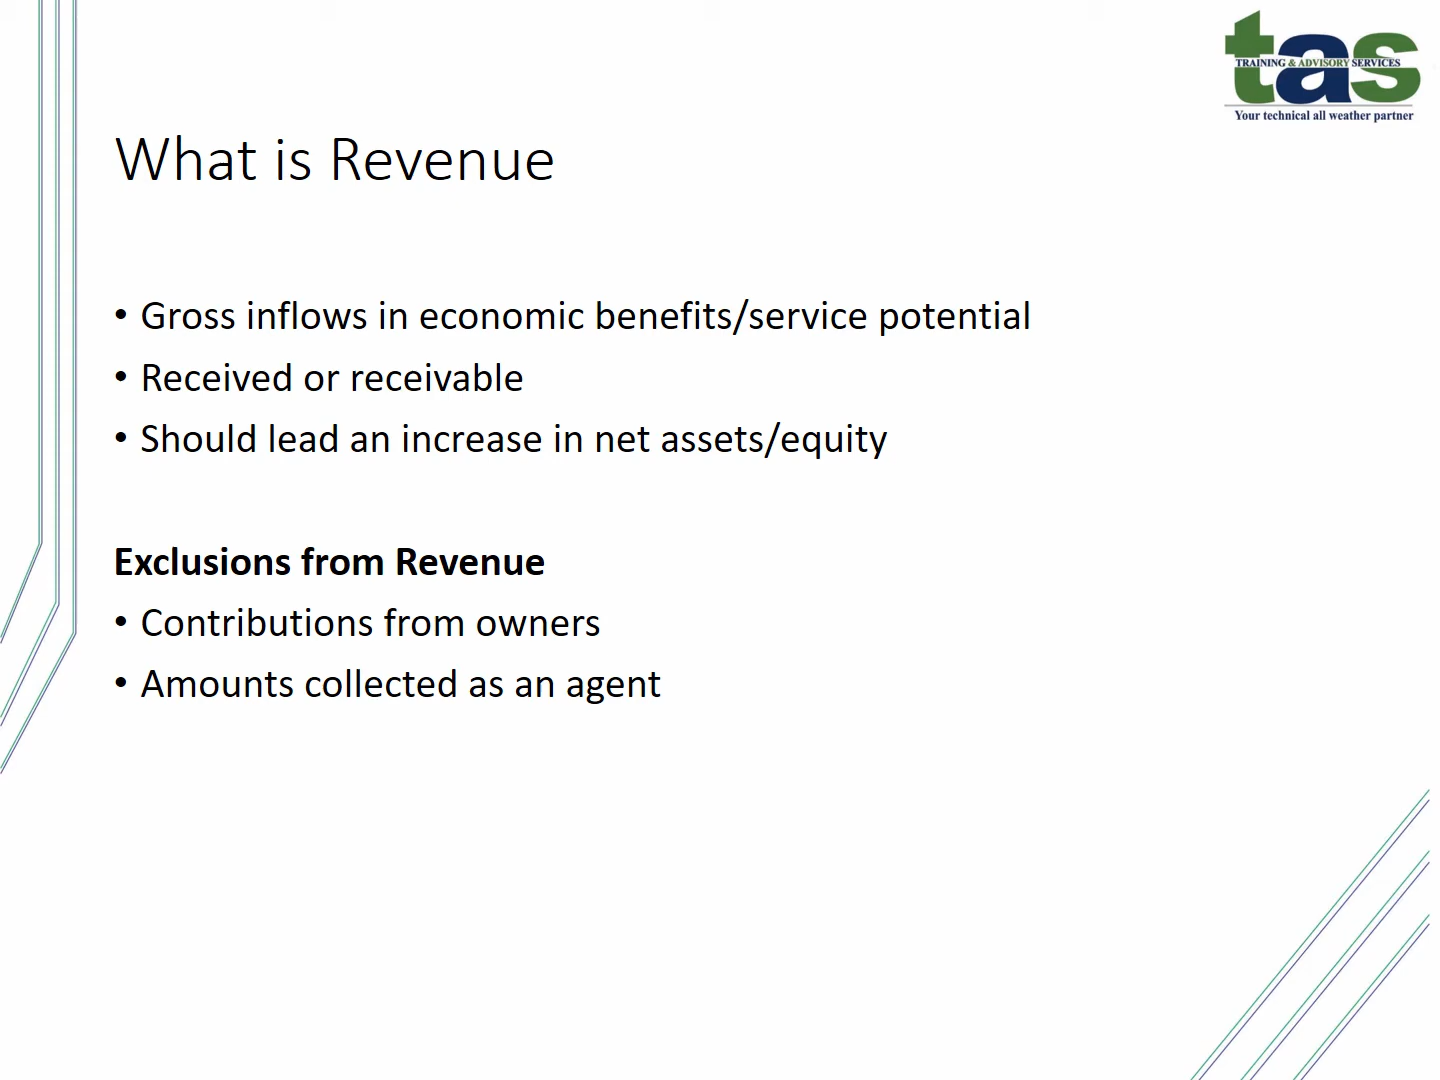 tas
TRAINING & ADVISORY SERVICES
Your technical all weather partner
What is Revenue
• Gross inflows in economic benefits/service potential
• Received or receivable
• Should lead an increase in net assets/equity
Exclusions from Revenue
• Contributions from owners
• Amounts collected as an agent